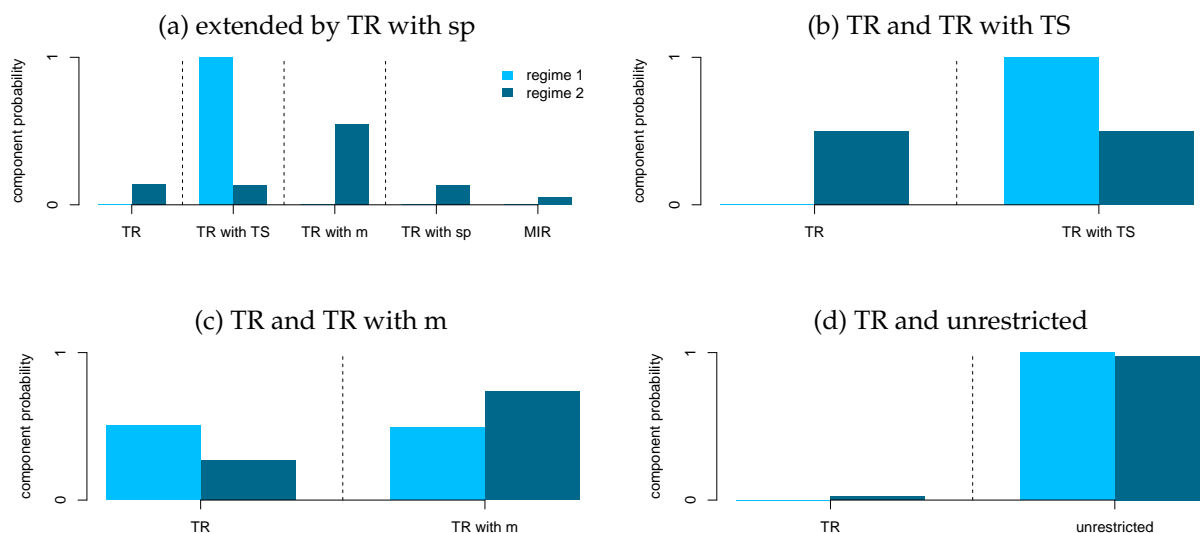 (a) extended by TR with sp
component probability
0 1
regime 1
regime 2
TR TR with TS TR with m TR with sp MIR
(b) TR and TR with TS
component probability
0 1
TR TR with TS
(c) TR and TR with m
component probability
0 1
TR TR with m
(d) TR and unrestricted
component probability
0 1
TR unrestricted